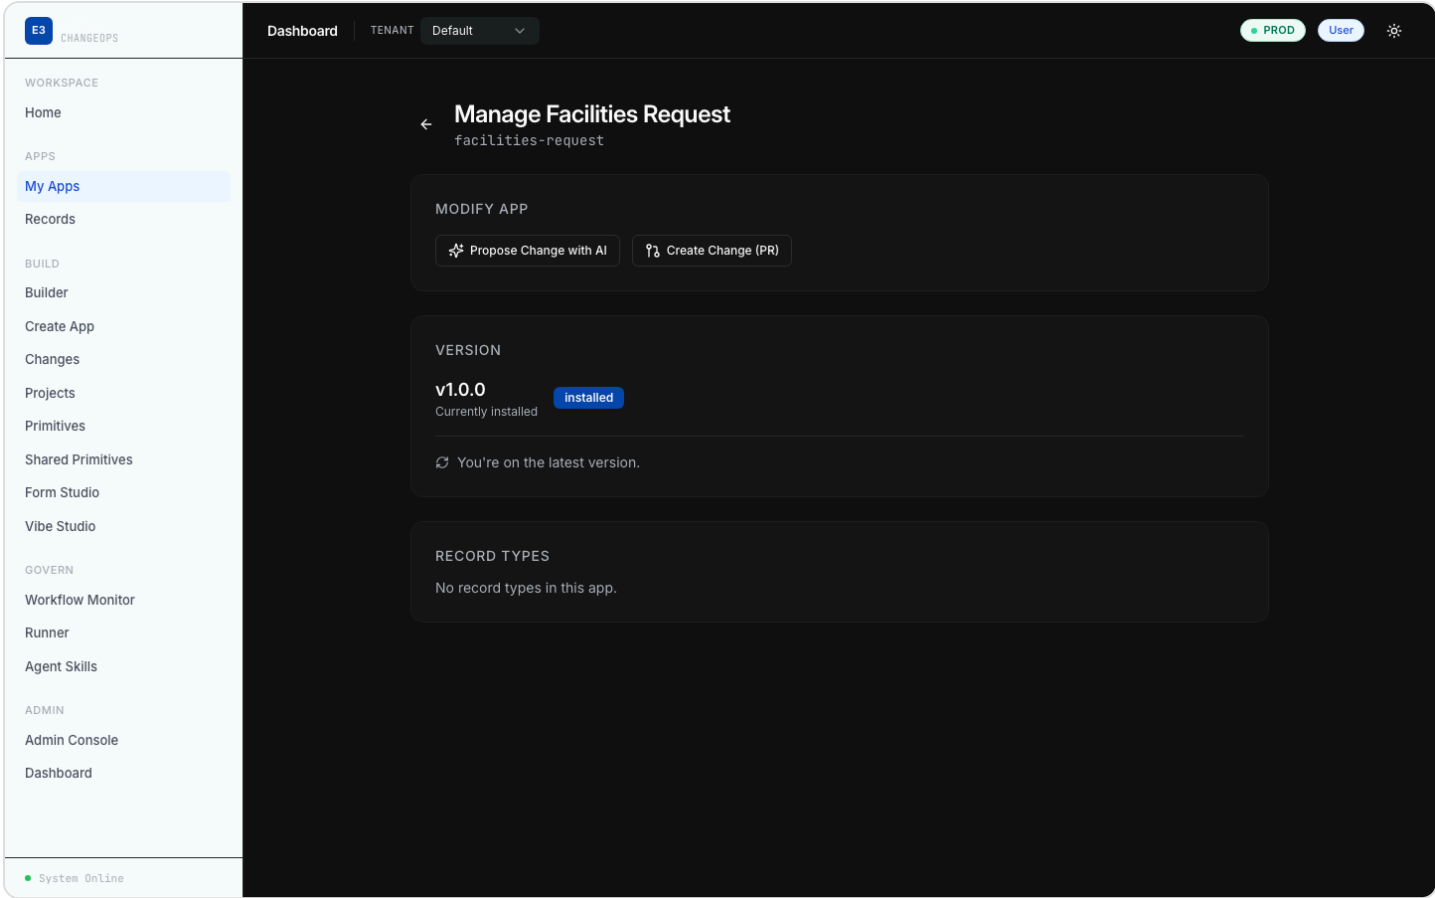 E3
CHANGEOPS
WORKSPACE
Home
APPS
My Apps
Records
BUILD
Builder
Create App
Changes
Projects
Primitives
Shared Primitives
Form Studio
Vibe Studio
GOVERN
Workflow Monitor
Runner
Agent Skills
ADMIN
Admin Console
Dashboard
System Online
Dashboard
TENANT
Default
PROD
User
Manage Facilities Request
facilities-request
MODIFY APP
Propose Change with AI
Create Change (PR)
VERSION
v1.0.0
Currently installed
installed
You're on the latest version.
RECORD TYPES
No record types in this app.